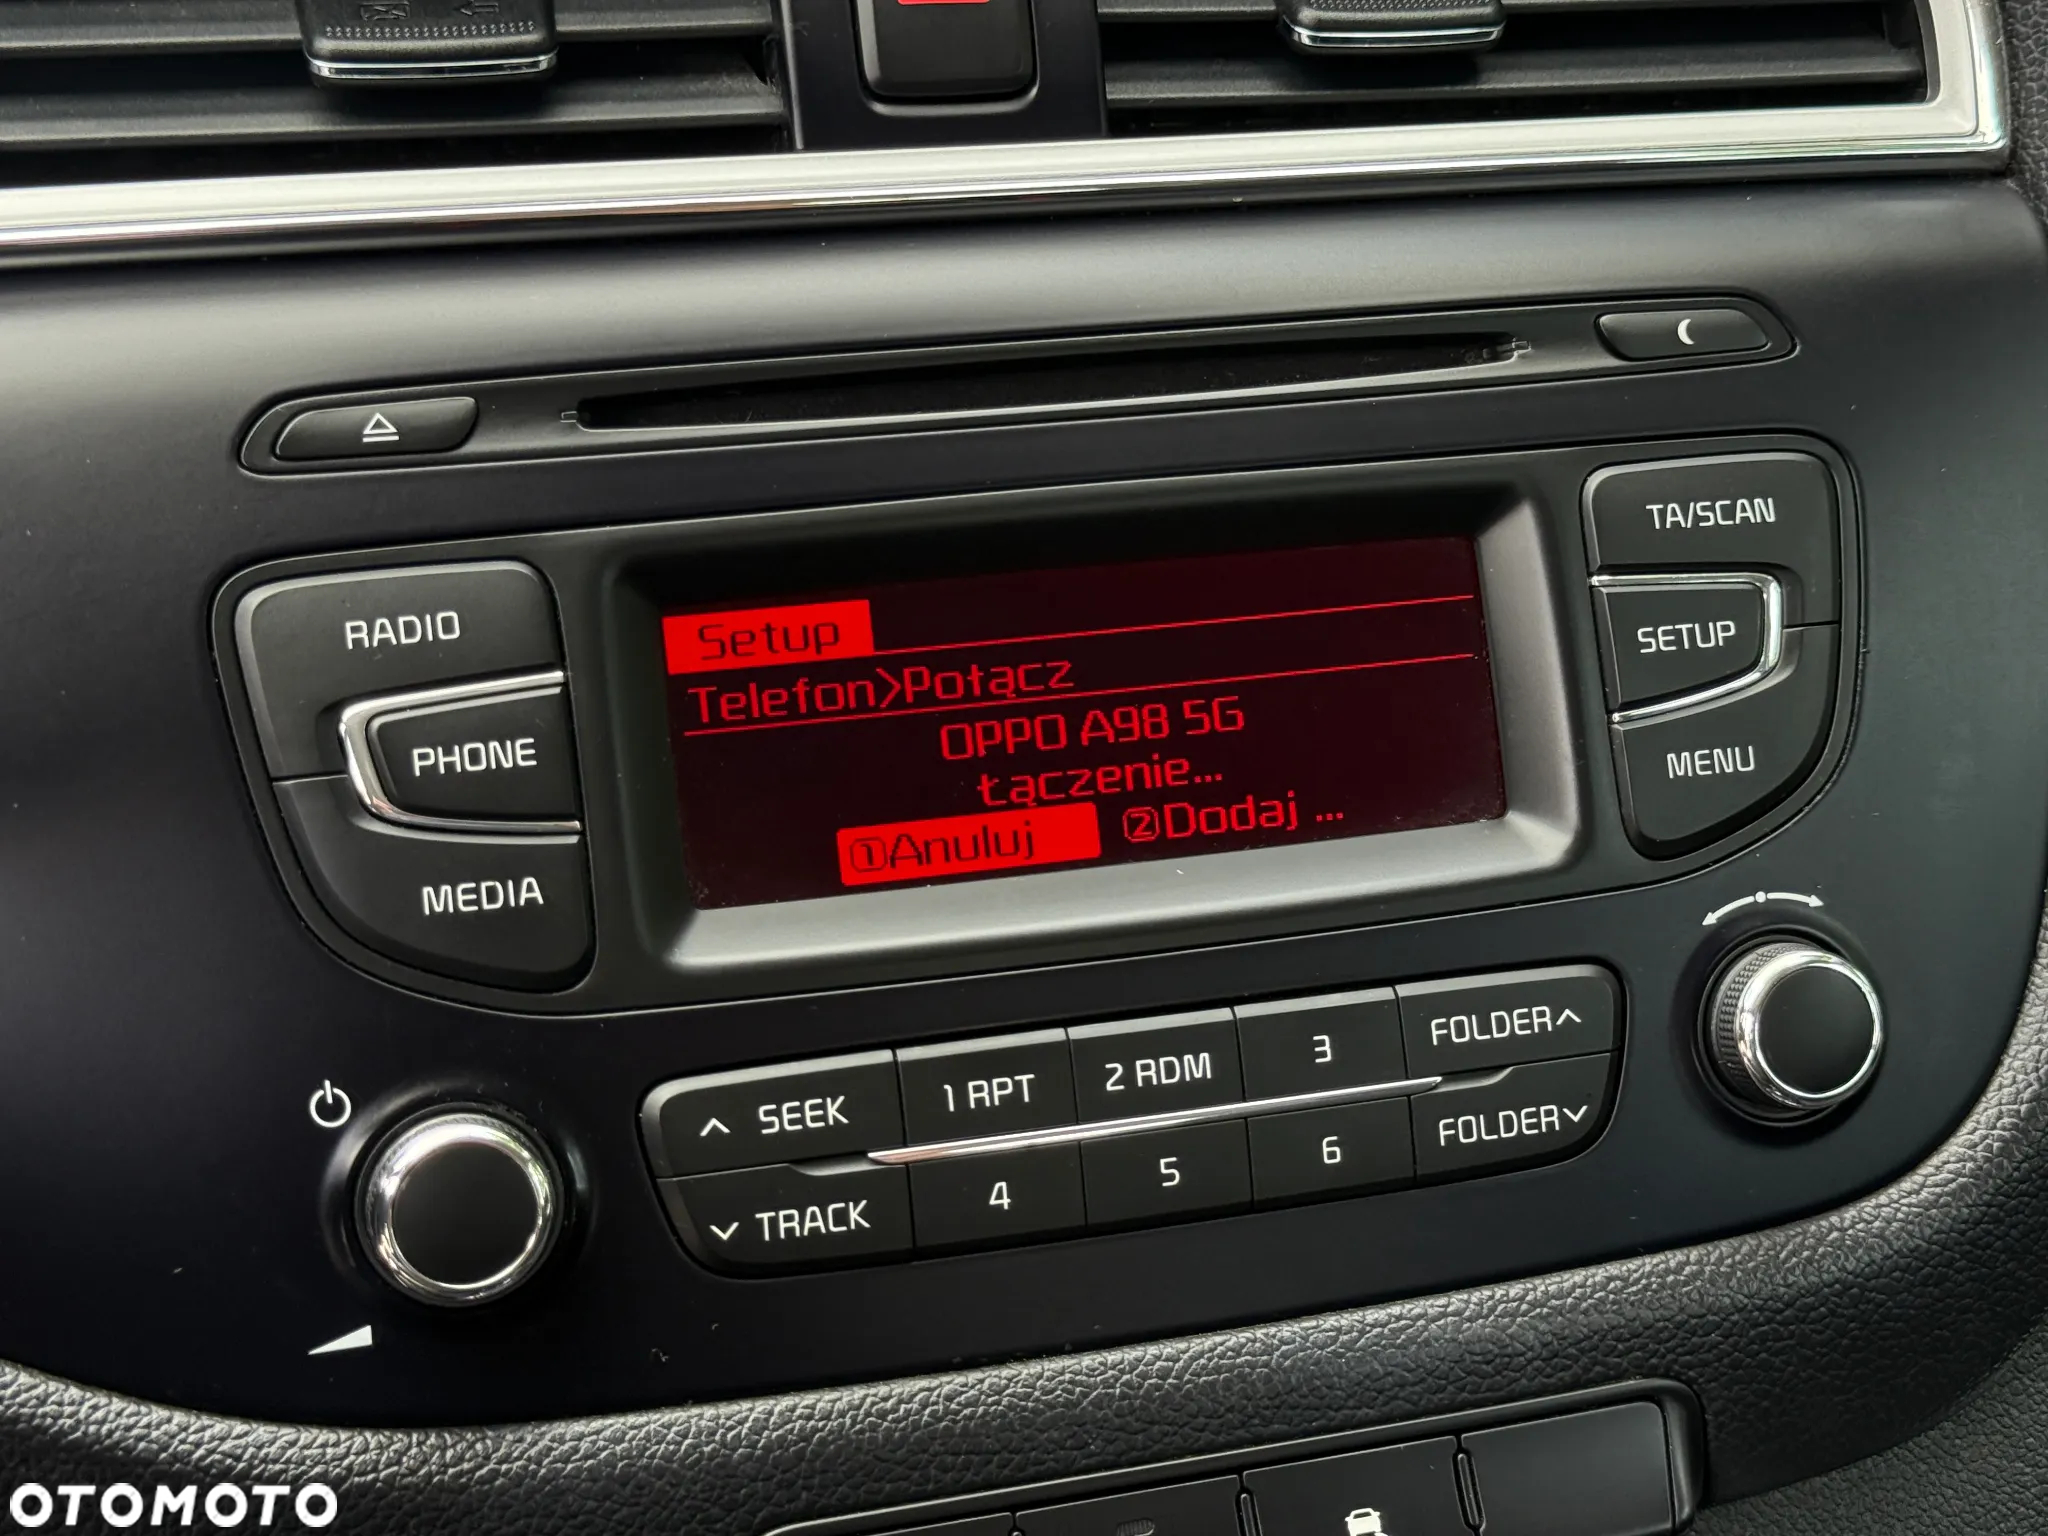 TA/SCAN
RADIO
SETUP
Setup
Telefon>Połącz
PHONE
OPPO A98 5G
Łączenie...
MENU
①Anuluj ②Dodaj ...
MEDIA
SEEK
1 RPT
2 RDM
3
FOLDER
TRACK
4
5
6
FOLDER
OTOMOTO